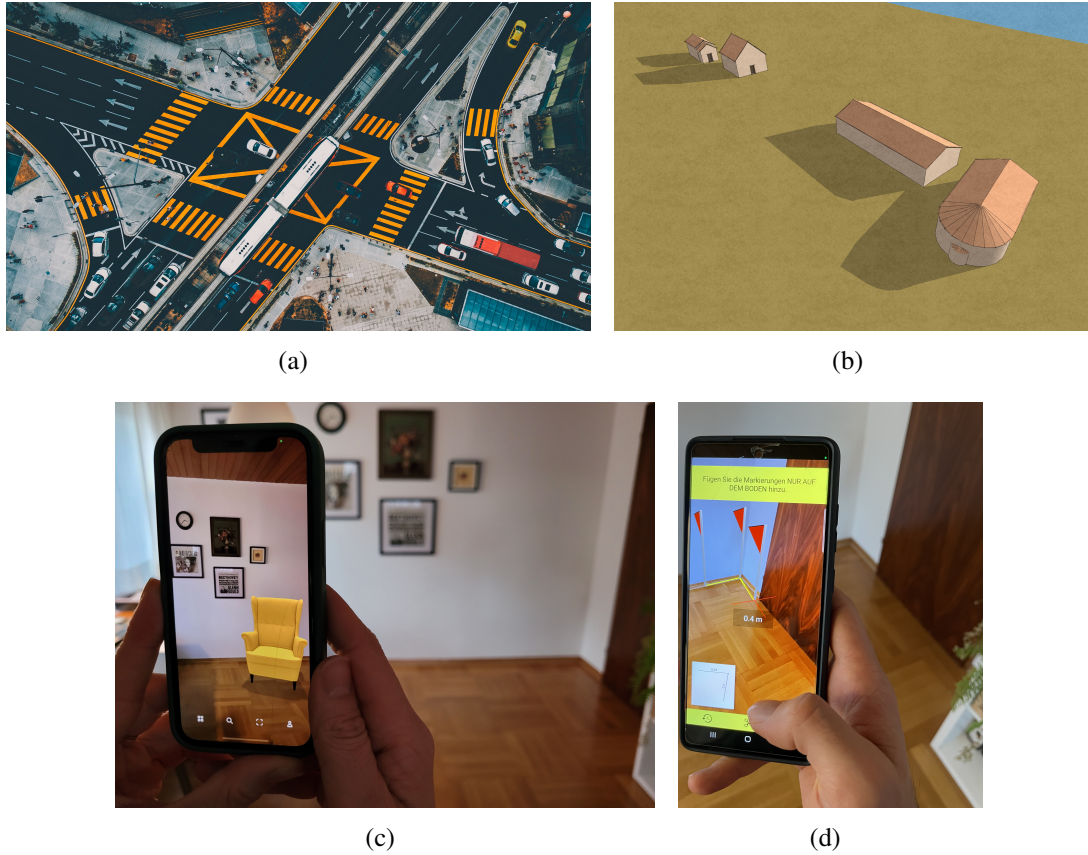 (a)
(b)
Fügen Sie die Markierungen NUR AUF
DEM BODEN hinzu.
0.4 m
(c)
(d)